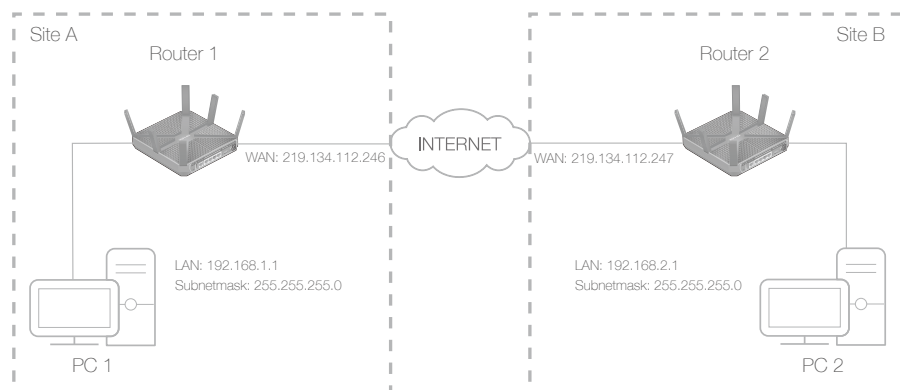 Site A
Site B
Router 1
Router 2
INTERNET
WAN: 219.134.112.246
WAN: 219.134.112.247
LAN: 192.168.1.1
Subnetmask: 255.255.255.0
LAN: 192.168.2.1
Subnetmask: 255.255.255.0
PC 1
PC 2